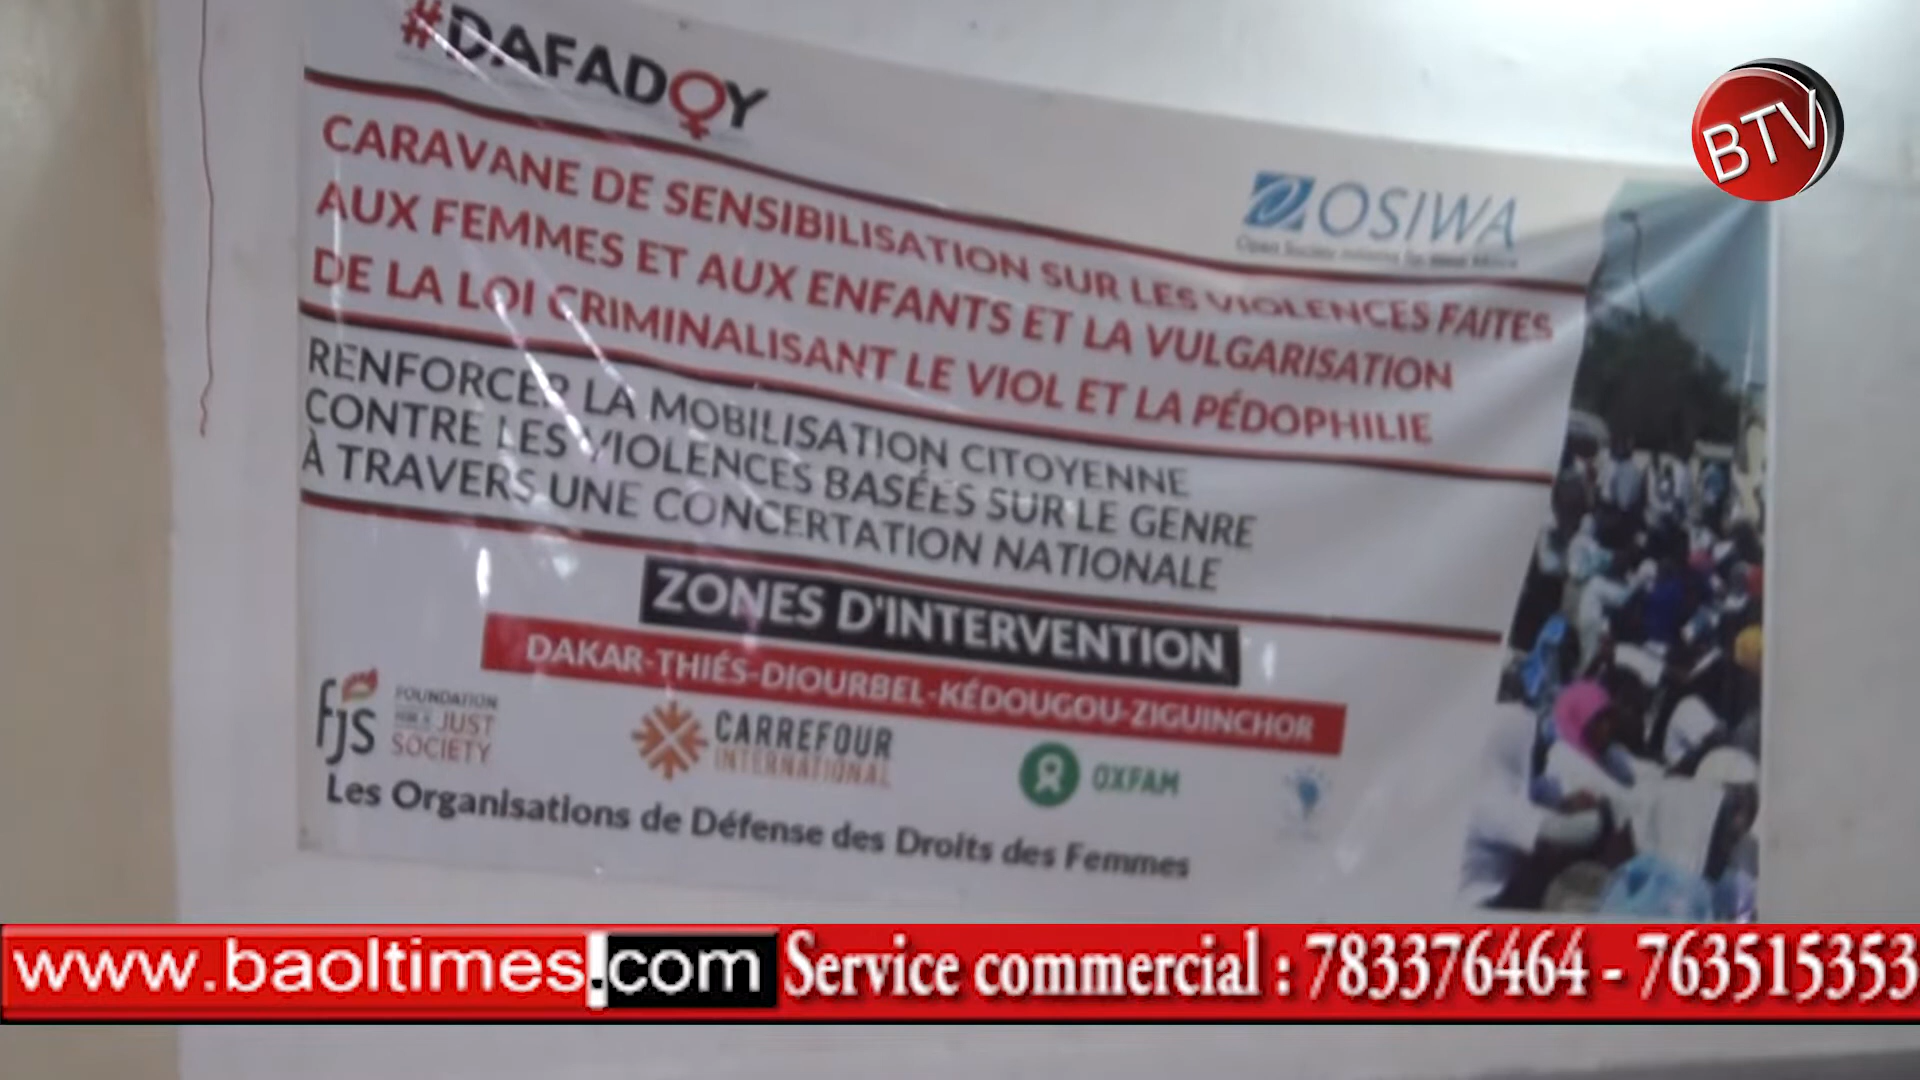 #DAFADOY
BTV
OSIWA
CARAVANE DE SENSIBILISATION SUR LES VIOLENCES FAITES
AUX FEMMES ET AUX ENFANTS ET LA VULGARISATION
DE LA LOI CRIMINALISANT LE VIOL ET LA PÉDOPHILIE
RENFORCER LA MOBILISATION CITOYENNE
CONTRE LES VIOLENCES BASÉES SUR LE GENRE
À TRAVERS UNE CONCERTATION NATIONALE
ZONES D'INTERVENTION
DAKAR-THIÉS-DIOURBEL-KÉDOUGOU-ZIGUINCHOR
fjs
FOUNDATION
FOR A JUST
SOCIETY
CARREFOUR
INTERNATIONAL
OXFAM
Les Organisations de Défense des Droits des Femmes
www.baoltimes.com Service commercial : 783376464 - 763515353